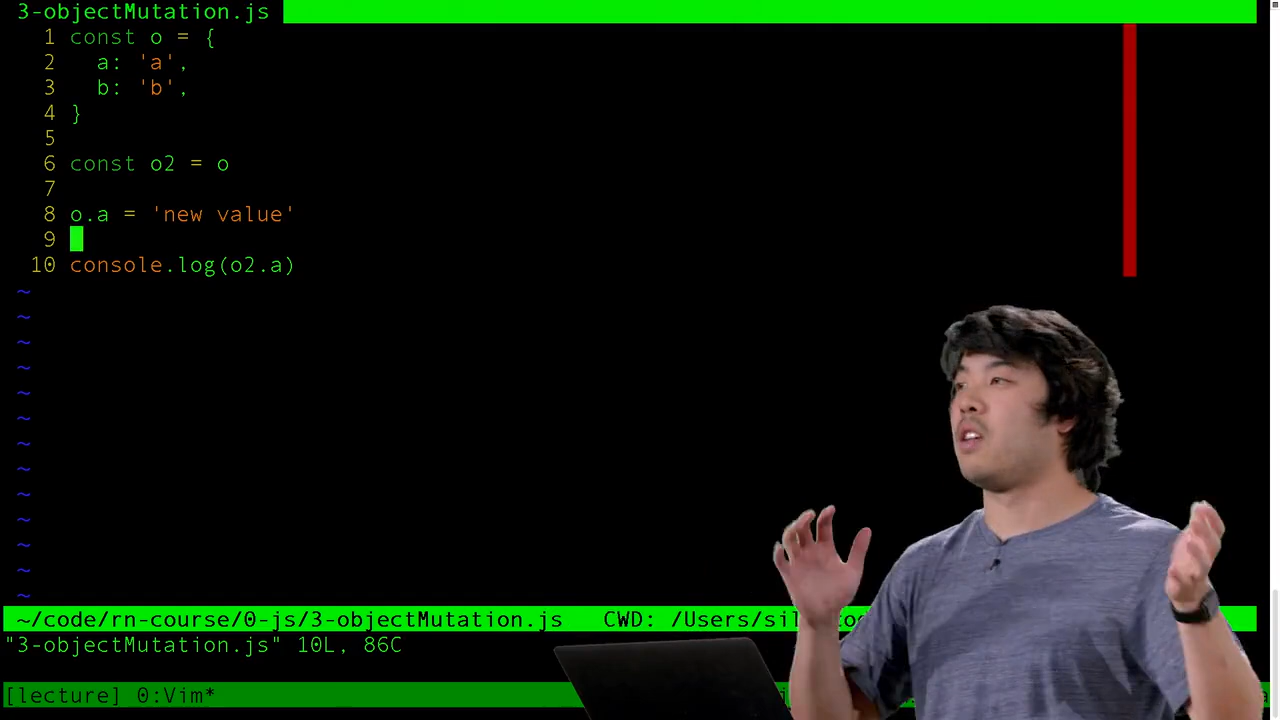 3-objectMutation.js
1 const o = {
2   a: 'a',
3   b: 'b',
4 }
5
6 const o2 = o
7
8 o.a = 'new value'
9
10 console.log(o2.a)
~
~
~
~
~
~
~
~
~
~
~
~
~
~/code/rn-course/0-js/3-objectMutation.js   CWD: /Users/sil
"3-objectMutation.js" 10L, 86C
[lecture] 0:Vim*